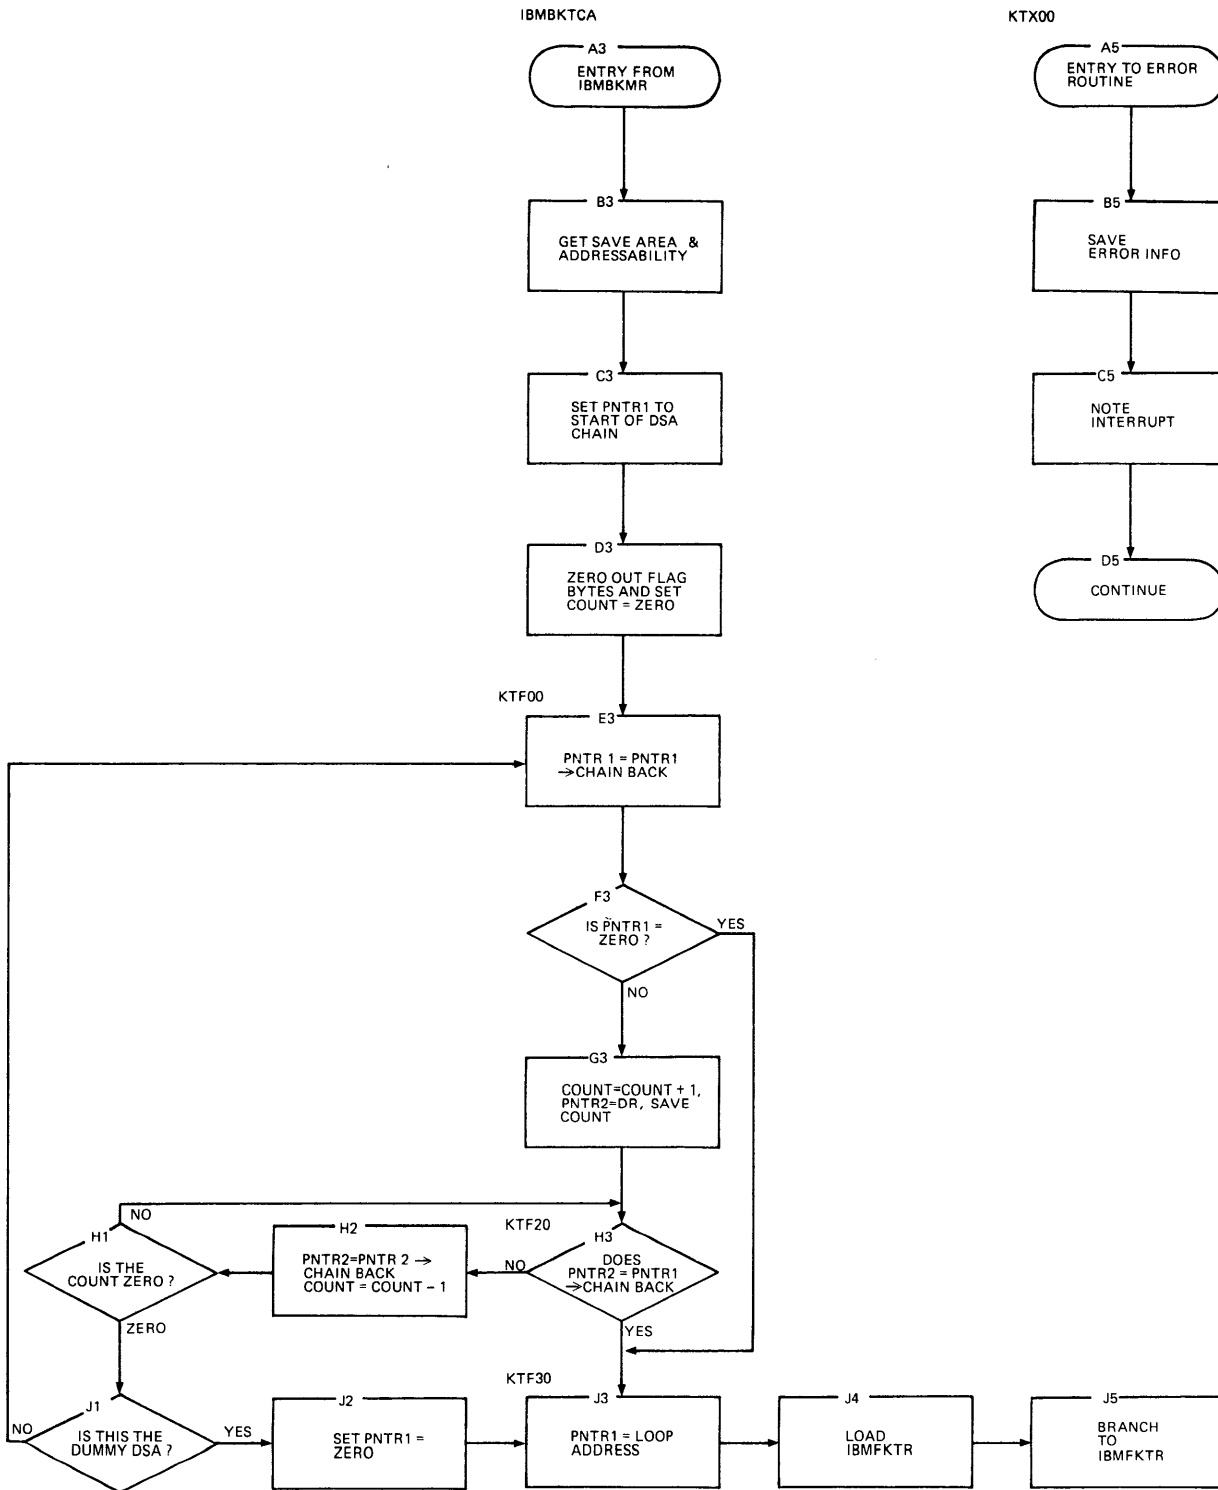 IBMBKTCA
KTX00
A3
ENTRY FROM
IBMBKMR
A5
ENTRY TO ERROR
ROUTINE
B3
GET SAVE AREA &
ADDRESSABILITY
B5
SAVE
ERROR INFO
C3
SET PNTR1 TO
START OF DSA
CHAIN
C5
NOTE
INTERRUPT
D3
ZERO OUT FLAG
BYTES AND SET
COUNT = ZERO
D5
CONTINUE
KTF00
E3
PNTR 1 = PNTR1
→CHAIN BACK
F3
IS PNTR1 =
ZERO ?
YES
NO
G3
COUNT=COUNT + 1,
PNTR2=DR, SAVE
COUNT
NO
H1
IS THE
COUNT ZERO ?
ZERO
H2
PNTR2=PNTR 2 →
CHAIN BACK
COUNT = COUNT – 1
KTF20
NO
H3
DOES
PNTR2 = PNTR1
→CHAIN BACK
YES
NO
J1
IS THIS THE
DUMMY DSA ?
YES
J2
SET PNTR1 =
ZERO
KTF30
J3
PNTR1 = LOOP
ADDRESS
J4
LOAD
IBMFKTR
J5
BRANCH
TO
IBMFKTR